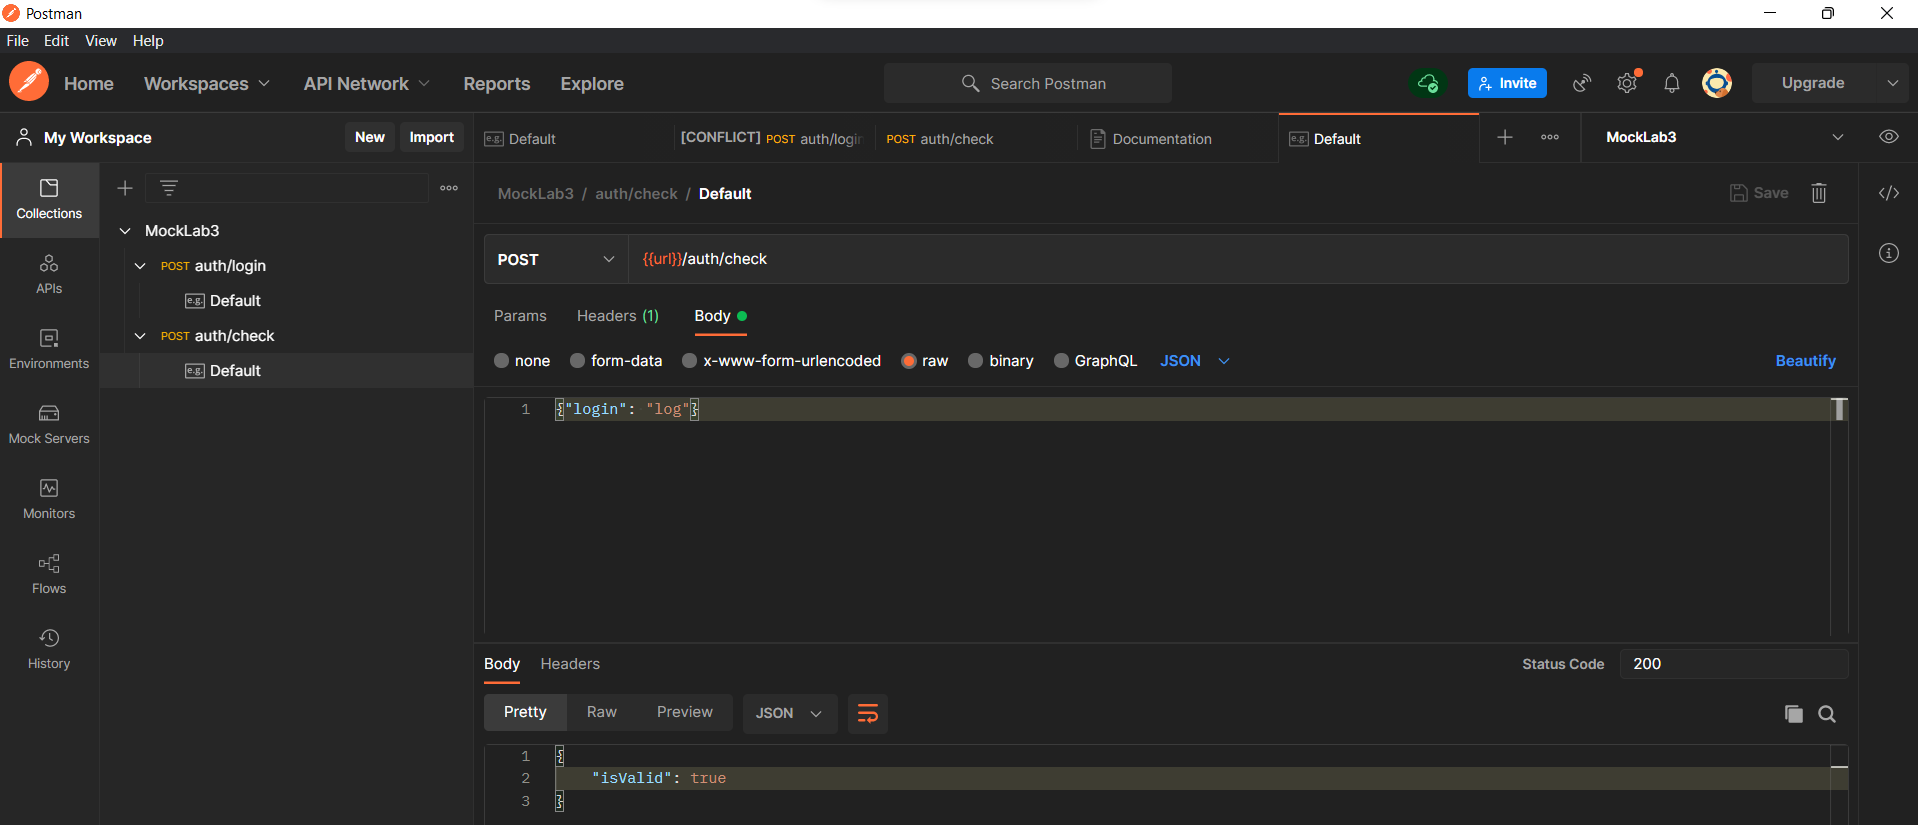 Postman
File Edit View Help
Home Workspaces API Network Reports Explore Search Postman Invite Upgrade
My Workspace New Import
e.g. Default [CONFLICT] POST auth/login POST auth/check Documentation e.g. Default MockLab3
Collections
APIs
Environments
Mock Servers
Monitors
Flows
History
MockLab3
POST auth/login
e.g. Default
POST auth/check
e.g. Default
MockLab3 / auth/check / Default Save
POST {{url}}/auth/check
Params Headers (1) Body
none form-data x-www-form-urlencoded raw binary GraphQL JSON Beautify
1 {"login": "log"}
Body Headers Status Code 200
Pretty Raw Preview JSON
1 {
2 "isValid": true
3 }